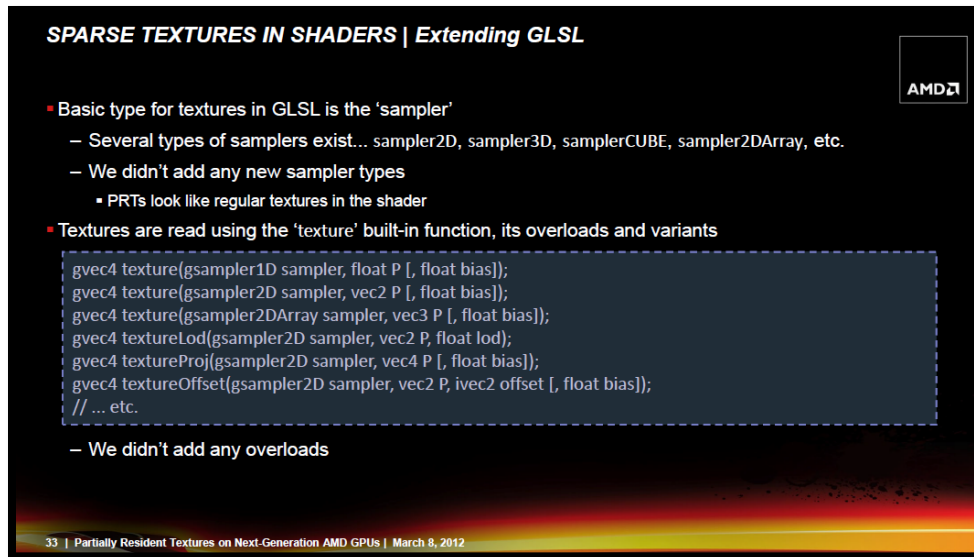 SPARSE TEXTURES IN SHADERS | Extending GLSL
AMD
▪ Basic type for textures in GLSL is the ‘sampler’
– Several types of samplers exist... sampler2D, sampler3D, samplerCUBE, sampler2DArray, etc.
– We didn’t add any new sampler types
▪ PRTs look like regular textures in the shader
▪ Textures are read using the ‘texture’ built-in function, its overloads and variants
gvec4 texture(gsampler1D sampler, float P [, float bias]);
gvec4 texture(gsampler2D sampler, vec2 P [, float bias]);
gvec4 texture(gsampler2DArray sampler, vec3 P [, float bias]);
gvec4 textureLod(gsampler2D sampler, vec2 P, float lod);
gvec4 textureProj(gsampler2D sampler, vec4 P [, float bias]);
gvec4 textureOffset(gsampler2D sampler, vec2 P, ivec2 offset [, float bias]);
// ... etc.
– We didn’t add any overloads
33 | Partially Resident Textures on Next-Generation AMD GPUs | March 8, 2012